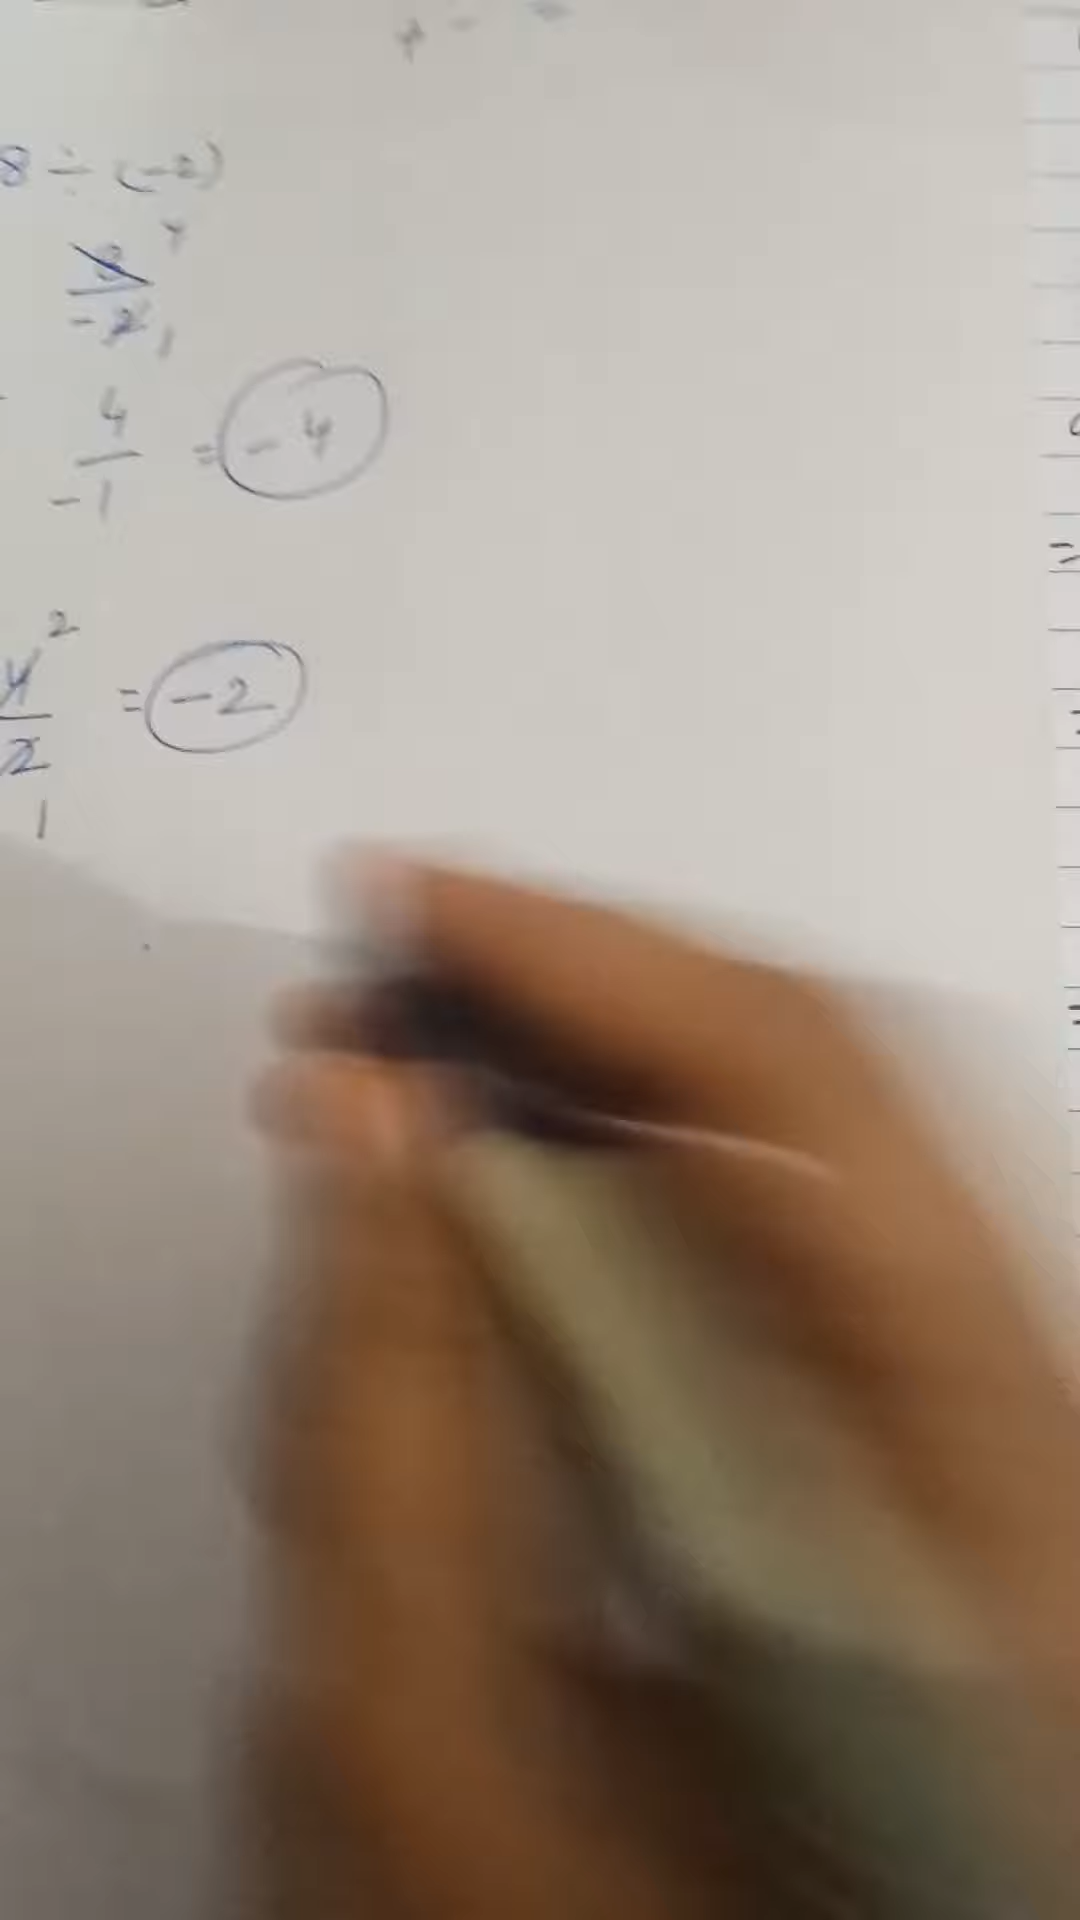 + - =
8 ÷ (-2)
8 4
-2 1
4
-1 = -4
4 2
2 = -2
1